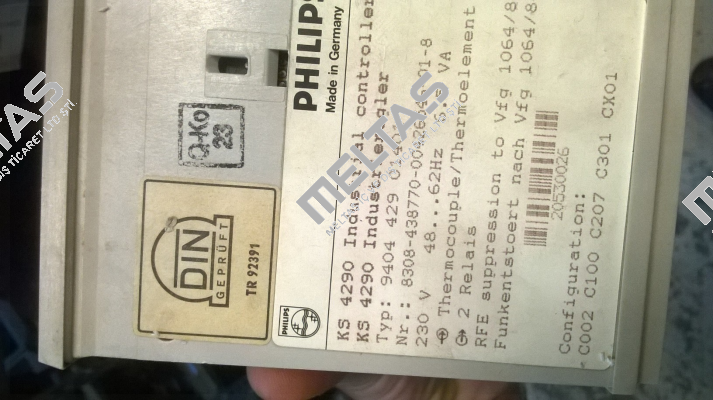 PHILIPS
Made in Germany
KS 4290 Industrial controller
KS 4290 Industrieregler
Typ: 9404 429
Nr.: 8308-438770-
230 V 48...62Hz VA
Thermocouple/Thermoelement
2 Relais
RFE suppression to Vfg 1064/8
Funkentstoert nach Vfg 1064/8
20530026
Configuration:
C002 C100 C207 C301 CX01
Q-Ko
23
DIN
GEPRÜFT
TR 92391
PHILIPS
MELTAS
MELTAS
MELTAS